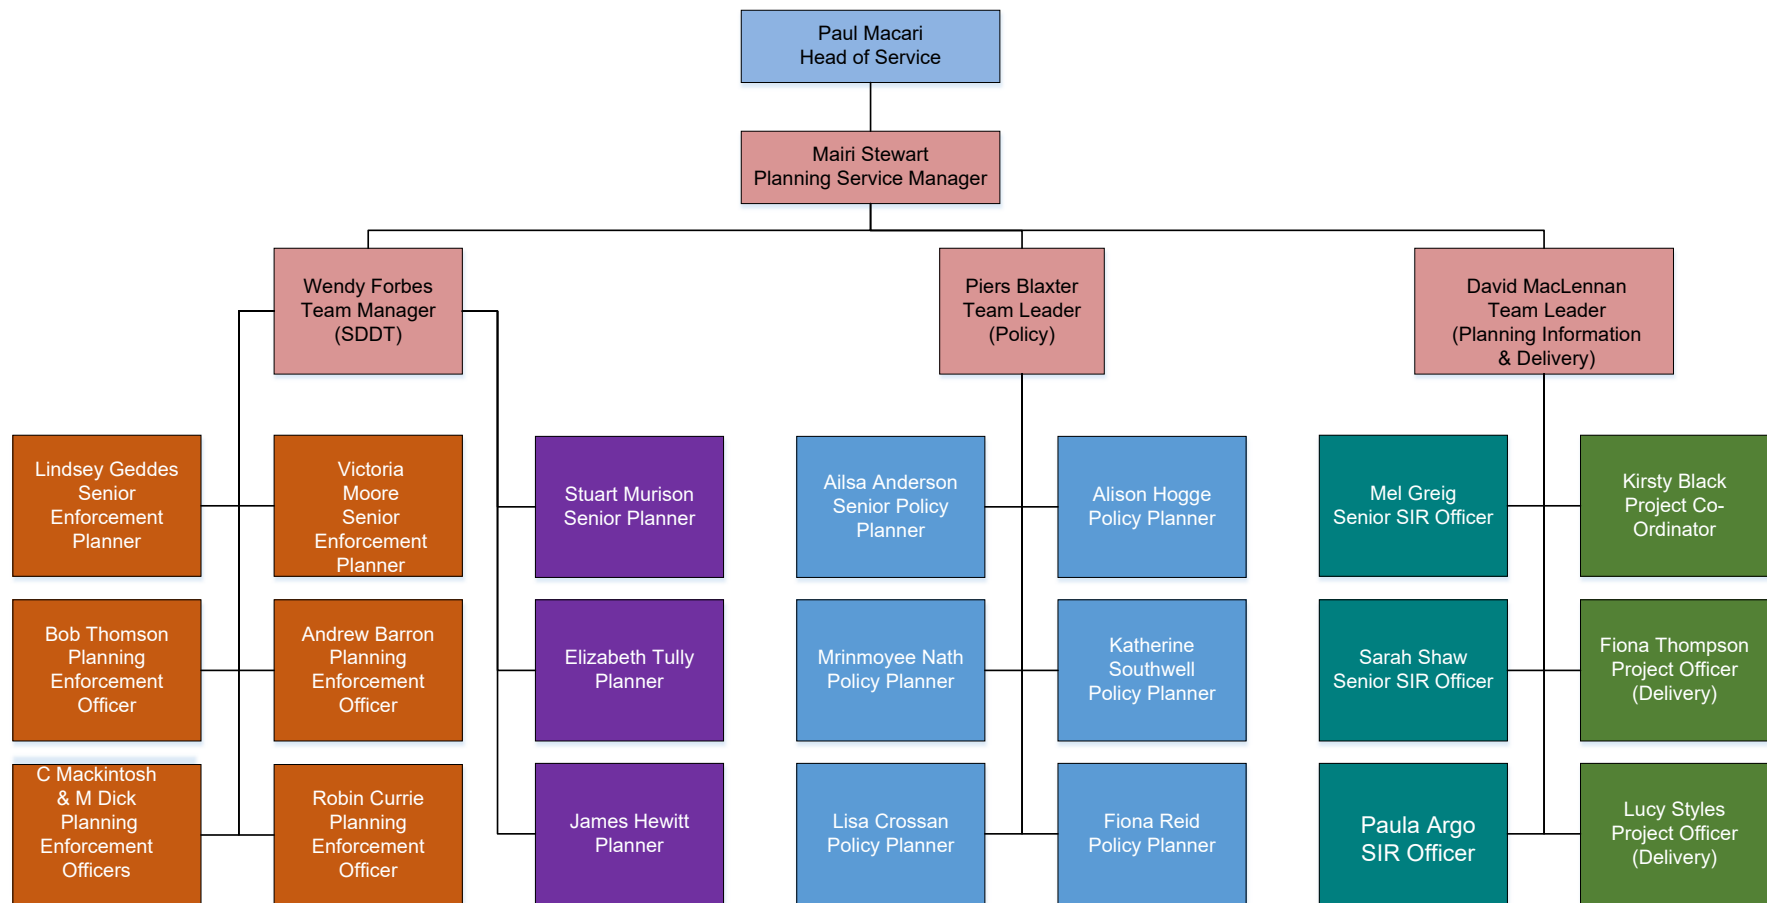 Paul Macari
Head of Service
Mairi Stewart
Planning Service Manager
Wendy Forbes
Team Manager
(SDDT)
Piers Blaxter
Team Leader
(Policy)
David MacLennan
Team Leader
(Planning Information
& Delivery)
Lindsey Geddes
Senior
Enforcement
Planner
Victoria
Moore
Senior
Enforcement
Planner
Stuart Murison
Senior Planner
Ailsa Anderson
Senior Policy
Planner
Alison Hogge
Policy Planner
Mel Greig
Senior SIR Officer
Kirsty Black
Project Co-
Ordinator
Bob Thomson
Planning
Enforcement
Officer
Andrew Barron
Planning
Enforcement
Officer
Elizabeth Tully
Planner
Mrinmoyee Nath
Policy Planner
Katherine
Southwell
Policy Planner
Sarah Shaw
Senior SIR Officer
Fiona Thompson
Project Officer
(Delivery)
C Mackintosh
& M Dick
Planning
Enforcement
Officers
Robin Currie
Planning
Enforcement
Officer
James Hewitt
Planner
Lisa Crossan
Policy Planner
Fiona Reid
Policy Planner
Paula Argo
SIR Officer
Lucy Styles
Project Officer
(Delivery)